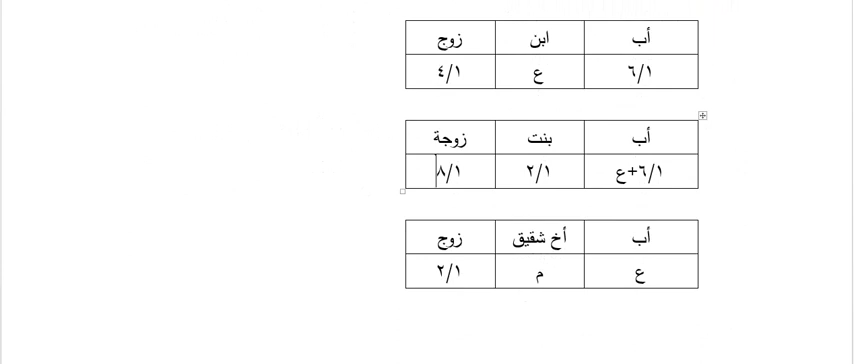 أب ابن زوج
٦/١ ع ٤/١
أب بنت زوجة
٦/١+ع ٢/١ ٨/١
أب أخ شقيق زوج
ع م ٢/١